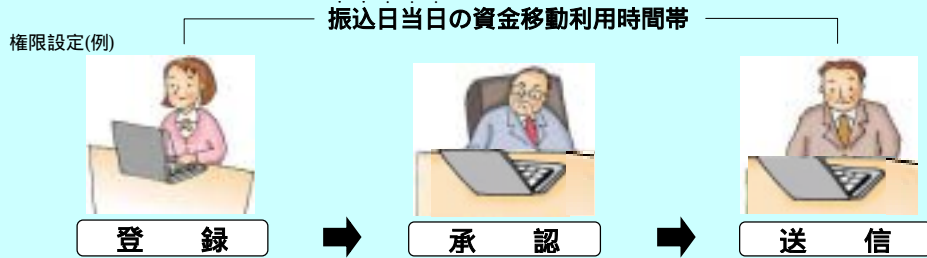 振込日当日の資金移動利用時間帯
権限設定(例)
登 録
承 認
送 信